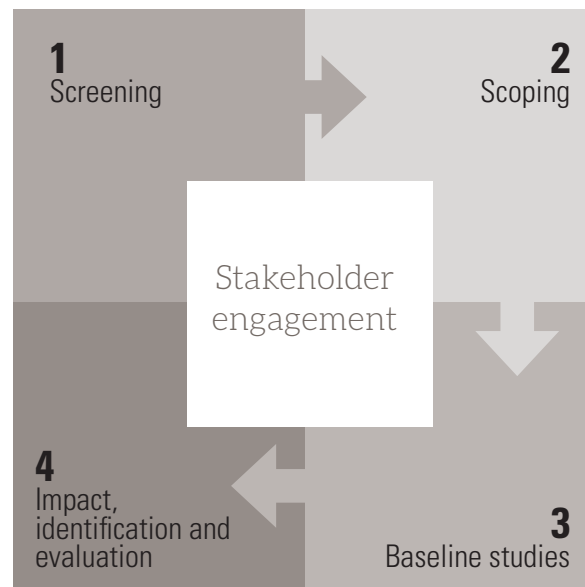 1
Screening
2
Scoping
Stakeholder
engagement
4
Impact,
identification and
evaluation
3
Baseline studies